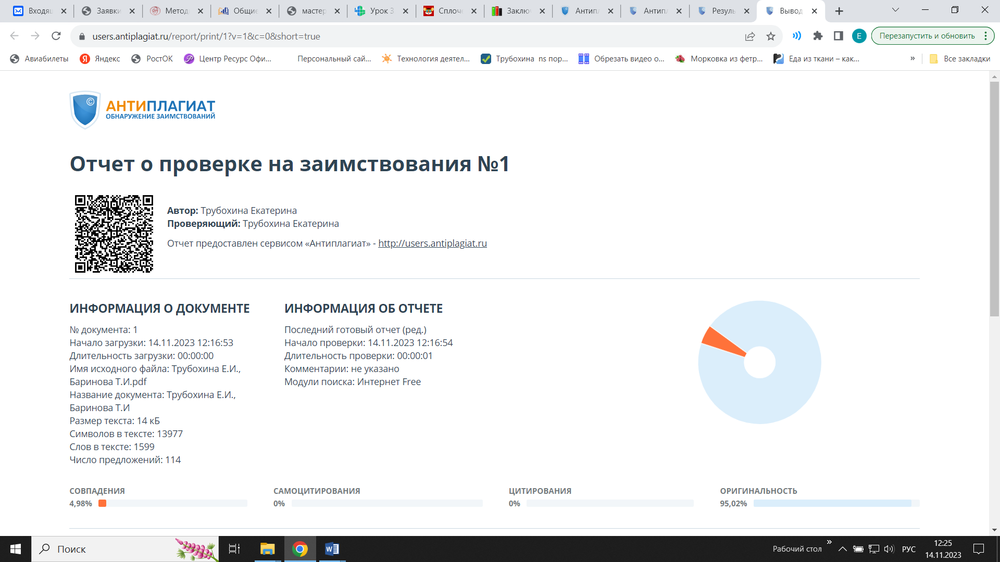 Входящ
Заявки
Методи
Общие
мастер
Урок З
Сплоче
Заключ
Антипл
Антипл
Резуль
Вывод
users.antiplagiat.ru/report/print/1?v=1&c=0&short=true
E
Перезапустить и обновить
Авиабилеты
Яндекс
РостОК
Центр Ресурс Офи...
Персональный сай...
Технология деятел...
Трубохина ns пор...
Обрезать видео о...
Морковка из фетр...
Еда из ткани – как...
»
Все закладки
АНТИПЛАГИАТ
ОБНАРУЖЕНИЕ ЗАИМСТВОВАНИЙ
Отчет о проверке на заимствования №1
Автор: Трубохина Екатерина
Проверяющий: Трубохина Екатерина
Отчет предоставлен сервисом «Антиплагиат» - http://users.antiplagiat.ru
ИНФОРМАЦИЯ О ДОКУМЕНТЕ
№ документа: 1
Начало загрузки: 14.11.2023 12:16:53
Длительность загрузки: 00:00:00
Имя исходного файла: Трубохина Е.И.,
Баринова Т.И.pdf
Название документа: Трубохина Е.И.,
Баринова Т.И
Размер текста: 14 кБ
Символов в тексте: 13977
Слов в тексте: 1599
Число предложений: 114
ИНФОРМАЦИЯ ОБ ОТЧЕТЕ
Последний готовый отчет (ред.)
Начало проверки: 14.11.2023 12:16:54
Длительность проверки: 00:00:01
Комментарии: не указано
Модули поиска: Интернет Free
СОВПАДЕНИЯ
4,98%
САМОЦИТИРОВАНИЯ
0%
ЦИТИРОВАНИЯ
0%
ОРИГИНАЛЬНОСТЬ
95,02%
Поиск
Рабочий стол
»
РУС
12:25
14.11.2023